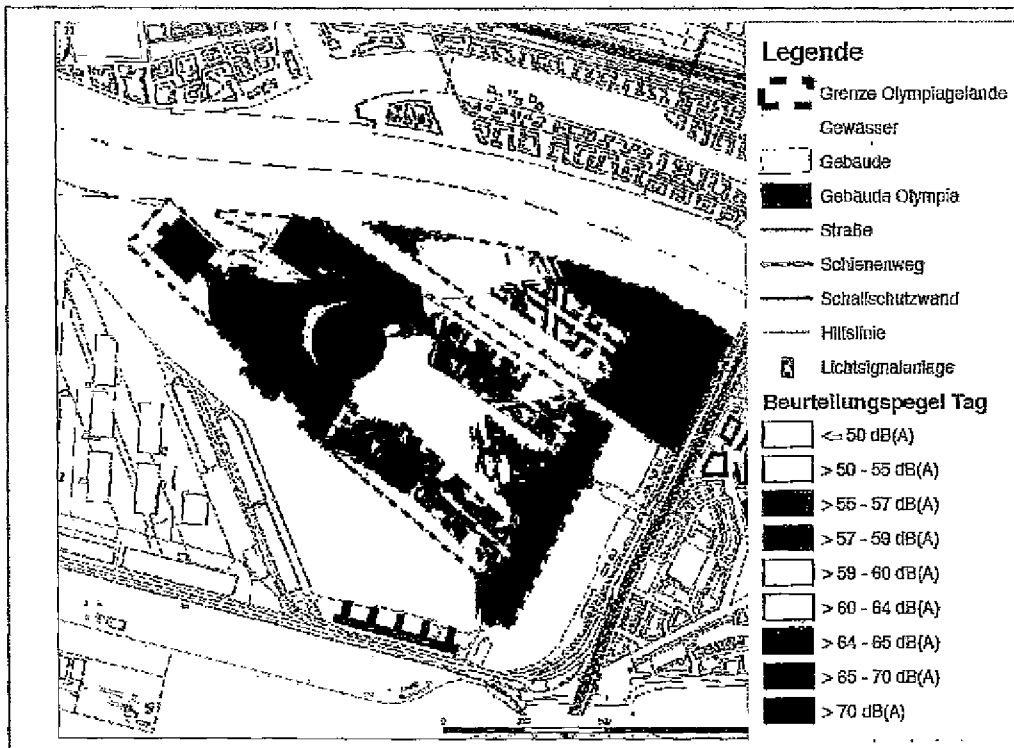 Legende
Grenze Olympiagelände
Gewässer
Gebäude
Gebäude Olympia
Straße
Schienenweg
Schallschutzwand
Hilfslinie
Lichtsignalanlage
Beurteilungspegel Tag
<= 50 dB(A)
> 50 - 55 dB(A)
> 55 - 57 dB(A)
> 57 - 59 dB(A)
> 59 - 60 dB(A)
> 60 - 64 dB(A)
> 64 - 65 dB(A)
> 65 - 70 dB(A)
> 70 dB(A)